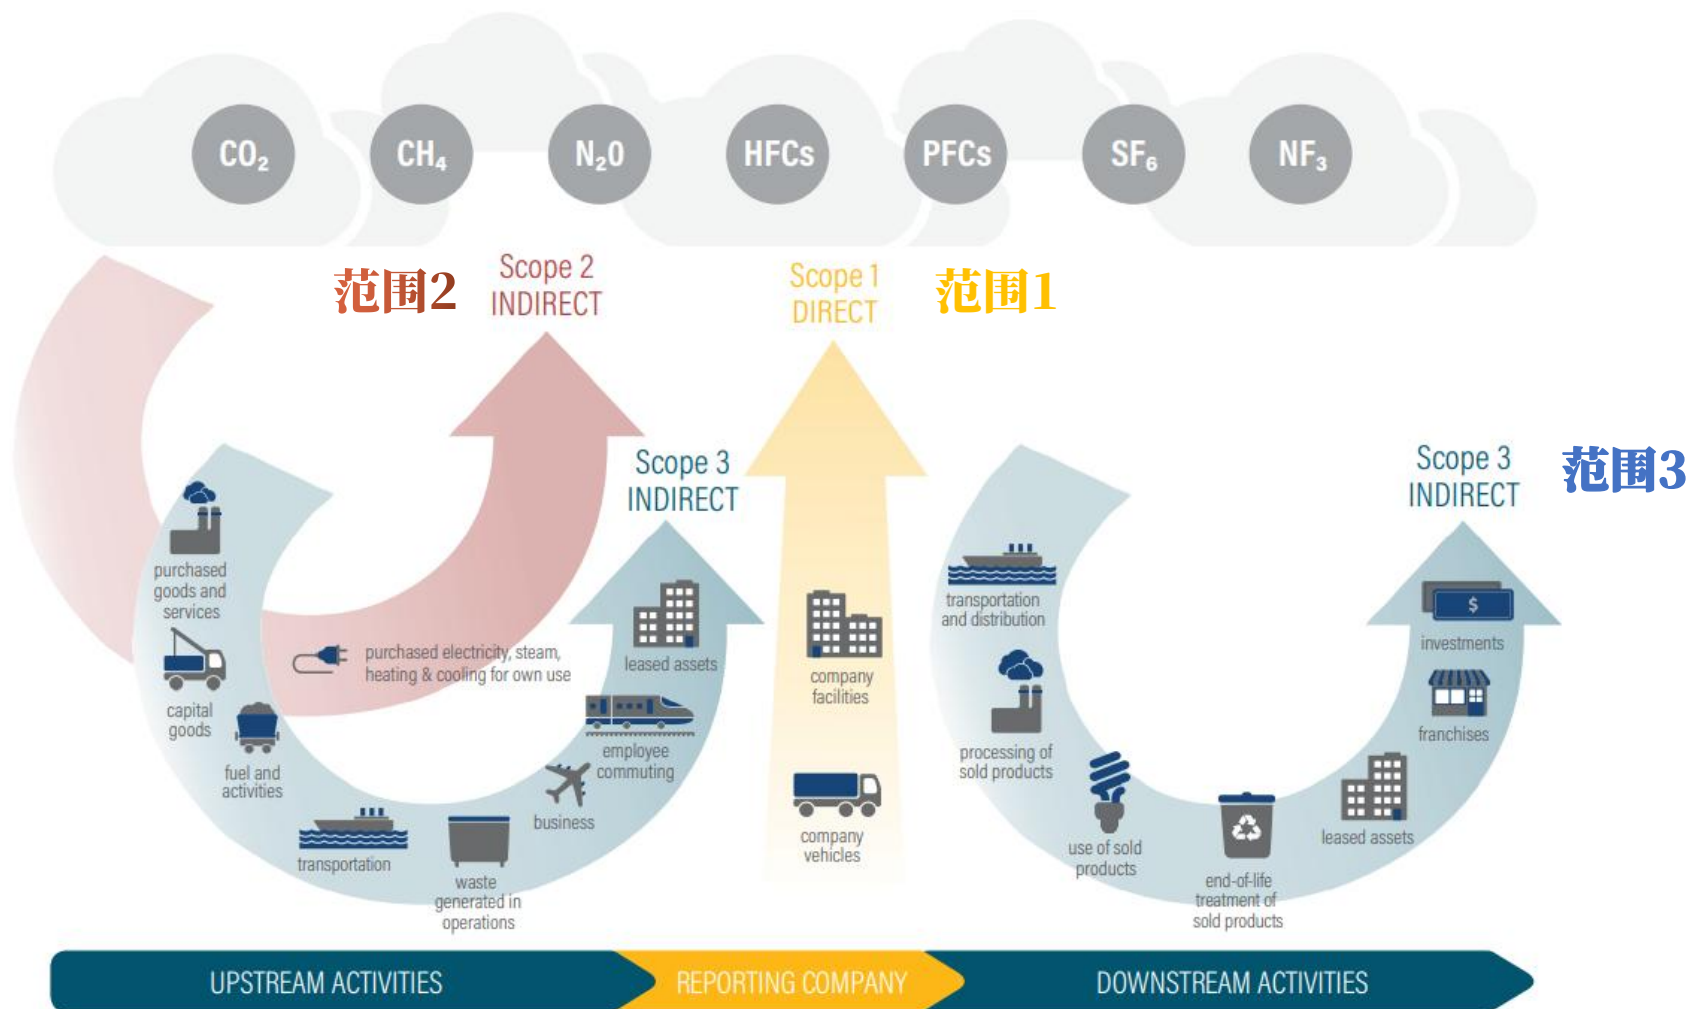 CO₂
CH₄
N₂O
HFCs
PFCs
SF₆
NF₃
范围2
Scope 2
INDIRECT
Scope 1
DIRECT
范围1
Scope 3
INDIRECT
Scope 3
INDIRECT
范围3
purchased
goods and
services
capital
goods
fuel and
activities
transportation
waste
generated in
operations
business
employee
commuting
leased assets
purchased electricity, steam,
heating & cooling for own use
company
facilities
company
vehicles
transportation
and distribution
processing of
sold products
use of sold
products
end-of-life
treatment of
sold products
leased assets
franchises
investments
$
UPSTREAM ACTIVITIES
REPORTING COMPANY
DOWNSTREAM ACTIVITIES